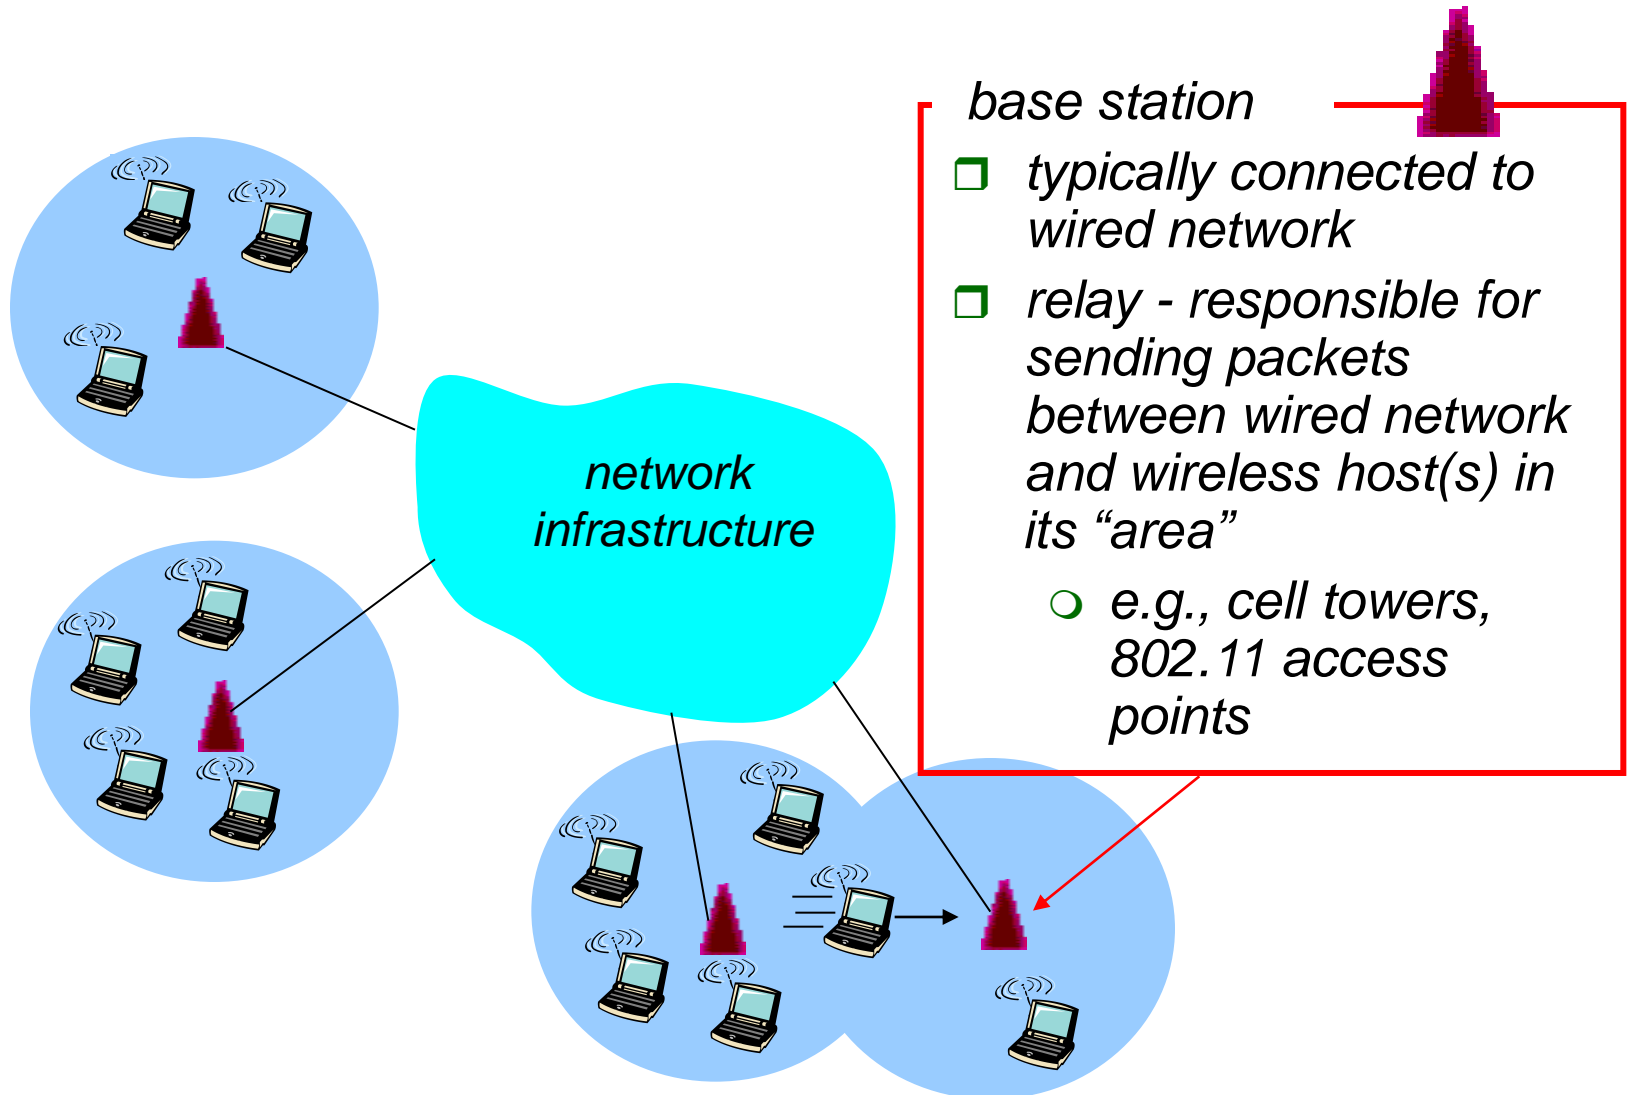 base station
❒ typically connected to
wired network
❒ relay - responsible for
sending packets
between wired network
and wireless host(s) in
its “area”
❍ e.g., cell towers,
802.11 access
points
network
infrastructure